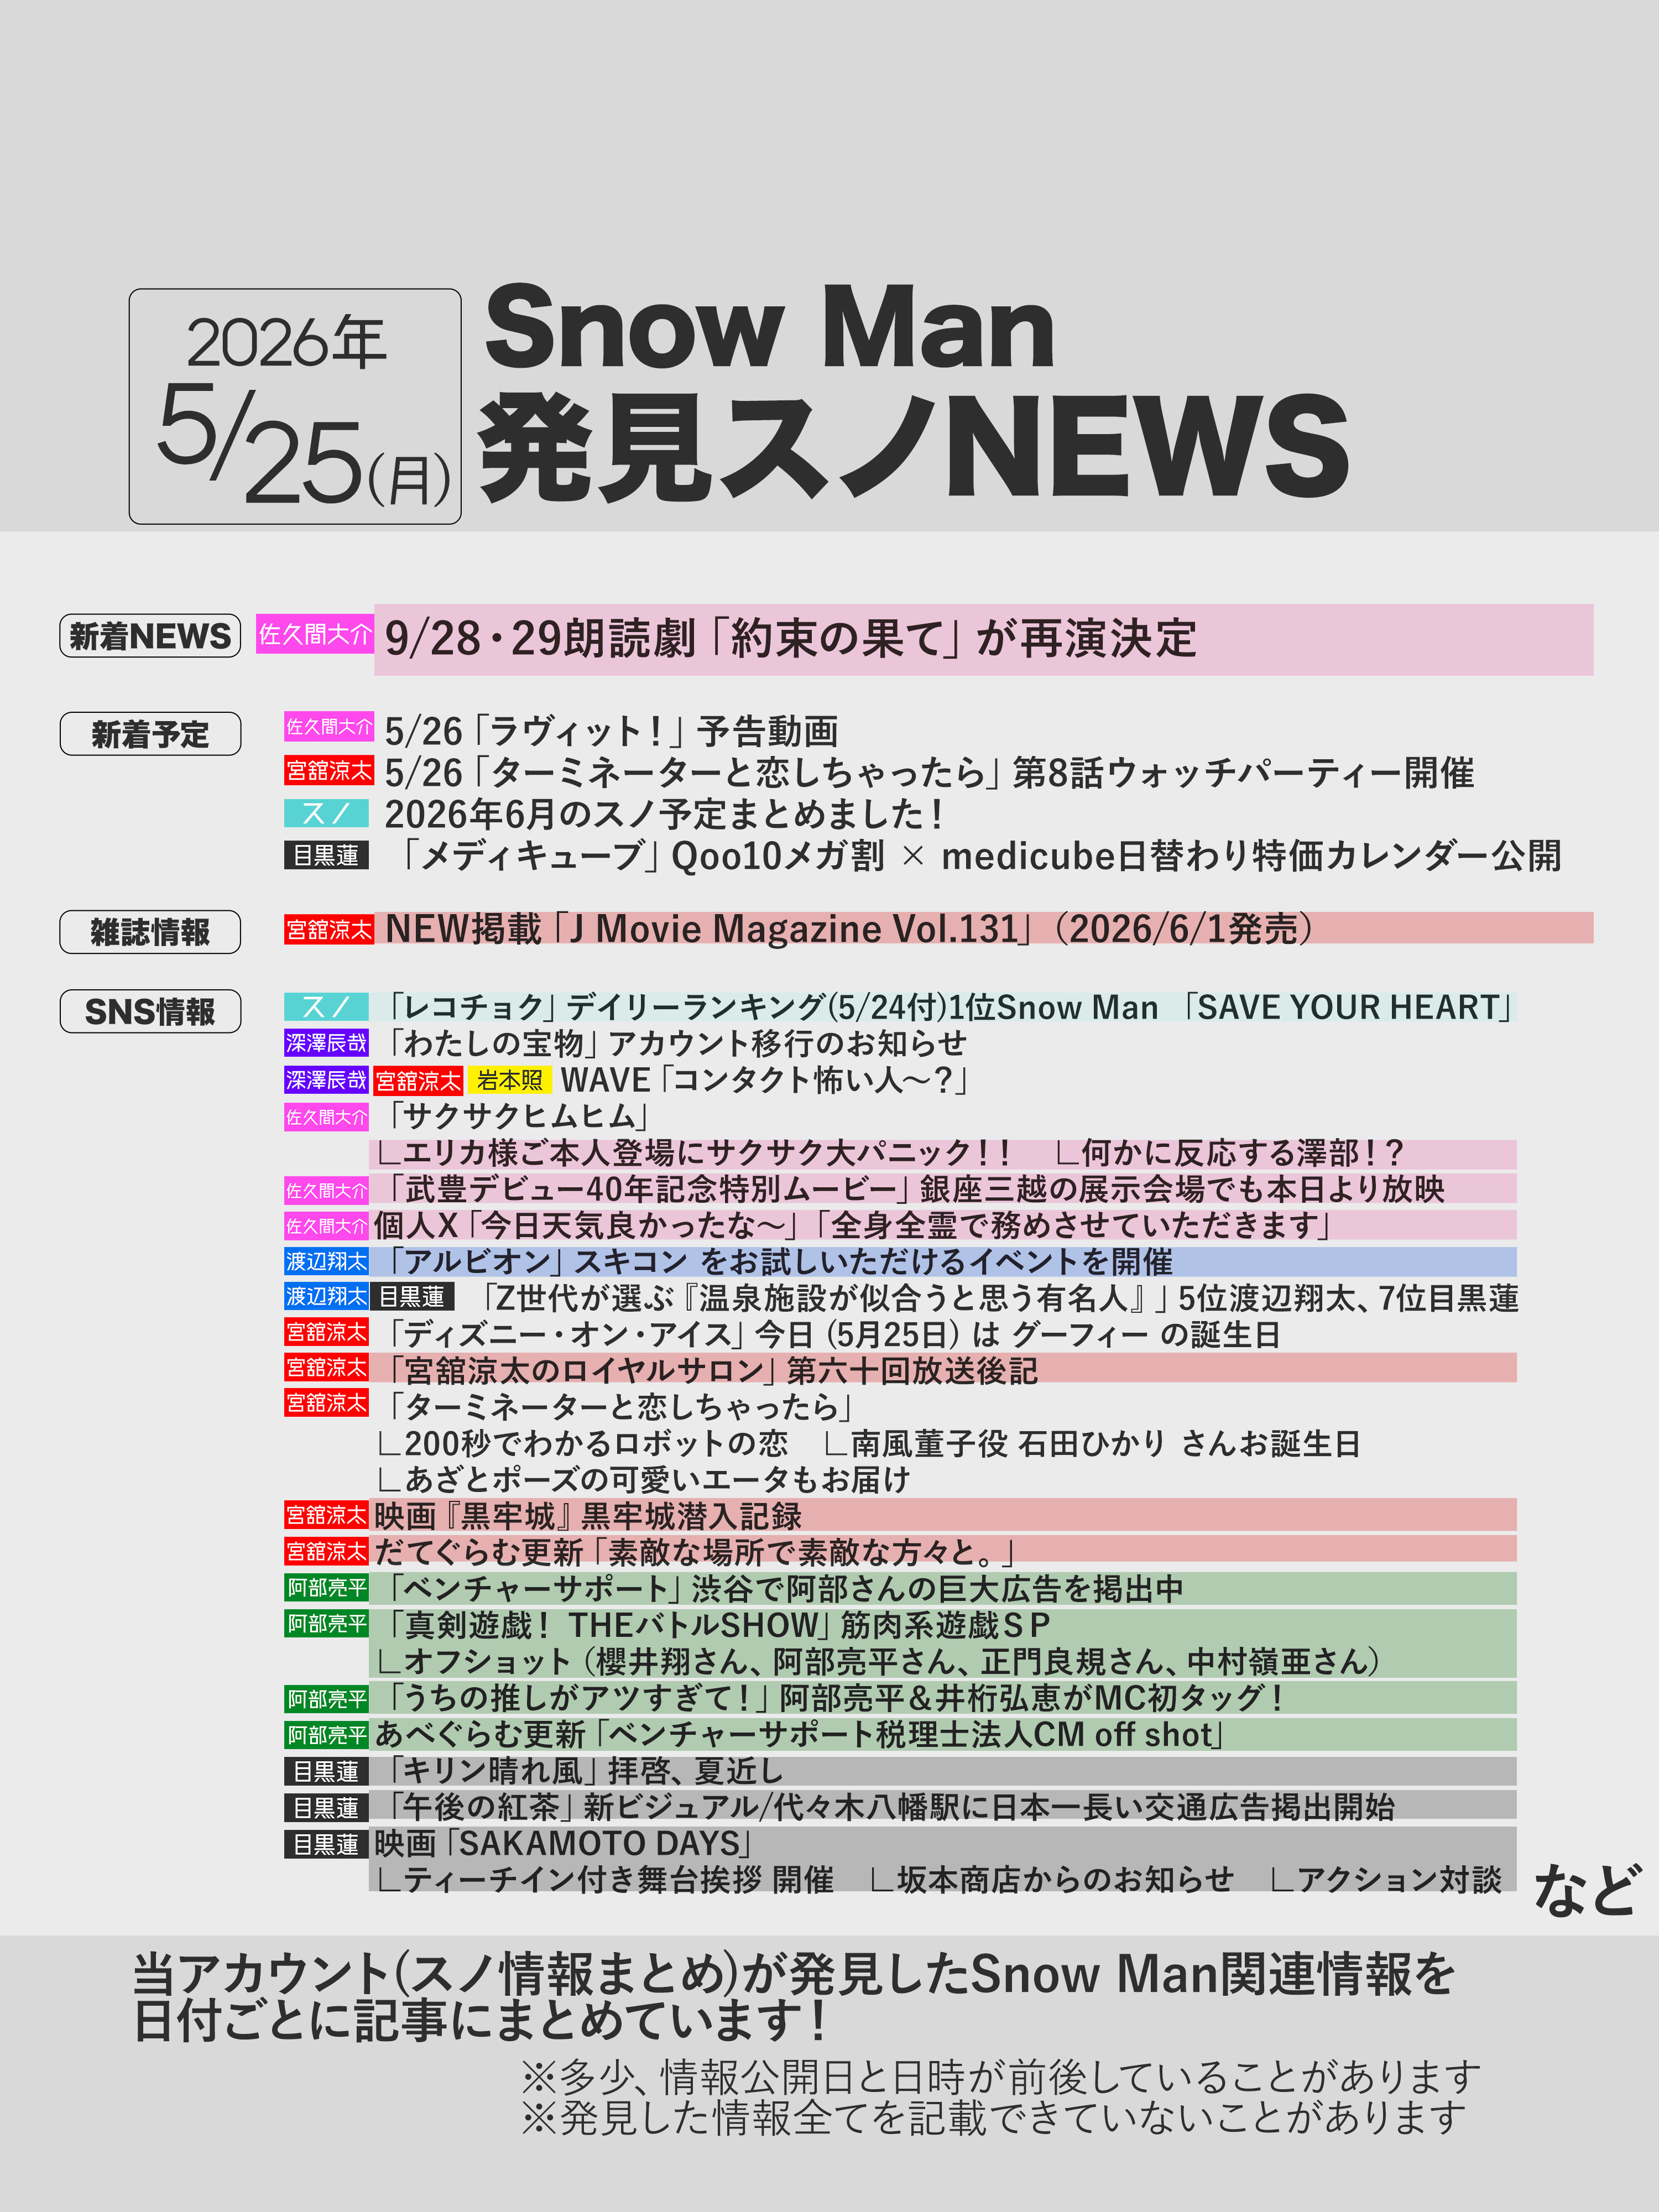 2026年
5/25(月)
Snow Man
発見スノNEWS
新着NEWS 佐久間大介 9/28・29朗読劇「約束の果て」が再演決定
新着予定 佐久間大介 5/26「ラヴィット！」予告動画
宮舘涼太 5/26「ターミネーターと恋しちゃったら」第8話ウォッチパーティー開催
スノ 2026年6月のスノ予定まとめました！
目黒蓮 「メディキューブ」Qoo10メガ割 × medicube日替わり特価カレンダー公開
雑誌情報 宮舘涼太 NEW掲載「J Movie Magazine Vol.131」（2026/6/1発売）
SNS情報 スノ 「レコチョク」デイリーランキング(5/24付)1位Snow Man 「SAVE YOUR HEART」
深澤辰哉 「わたしの宝物」アカウント移行のお知らせ
深澤辰哉 宮舘涼太 岩本照 WAVE「コンタクト怖い人〜？」
佐久間大介 「サクサクヒムヒム」
∟エリカ様ご本人登場にサクサク大パニック！！ ∟何かに反応する澤部！？
佐久間大介 「武豊デビュー40年記念特別ムービー」銀座三越の展示会場でも本日より放映
佐久間大介 個人X「今日天気良かったな〜」「全身全霊で務めさせていただきます」
渡辺翔太 「アルビオン」スキコン をお試しいただけるイベントを開催
渡辺翔太 目黒蓮 「Z世代が選ぶ『温泉施設が似合うと思う有名人』」5位渡辺翔太、7位目黒蓮
宮舘涼太 「ディズニー・オン・アイス」今日（5月25日）は グーフィー の誕生日
宮舘涼太 「宮舘涼太のロイヤルサロン」第六十回放送後記
宮舘涼太 「ターミネーターと恋しちゃったら」
∟200秒でわかるロボットの恋 ∟南風董子役 石田ひかり さんお誕生日
∟あざとポーズの可愛いエータもお届け
宮舘涼太 映画『黒牢城』黒牢城潜入記録
宮舘涼太 だてぐらむ更新「素敵な場所で素敵な方々と。」
阿部亮平 「ベンチャーサポート」渋谷で阿部さんの巨大広告を掲出中
阿部亮平 「真剣遊戯！ THEバトルSHOW」筋肉系遊戯ＳＰ
∟オフショット（櫻井翔さん、阿部亮平さん、正門良規さん、中村嶺亜さん）
阿部亮平 「うちの推しがアツすぎて！」阿部亮平＆井桁弘恵がMC初タッグ！
阿部亮平 あべぐらむ更新「ベンチャーサポート税理士法人CM off shot」
目黒蓮 「キリン晴れ風」拝啓、夏近し
目黒蓮 「午後の紅茶」新ビジュアル/代々木八幡駅に日本一長い交通広告掲出開始
目黒蓮 映画「SAKAMOTO DAYS」
∟ティーチイン付き舞台挨拶 開催 ∟坂本商店からのお知らせ ∟アクション対談
など
当アカウント(スノ情報まとめ)が発見したSnow Man関連情報を
日付ごとに記事にまとめています！
※多少、情報公開日と日時が前後していることがあります
※発見した情報全てを記載できていないことがあります